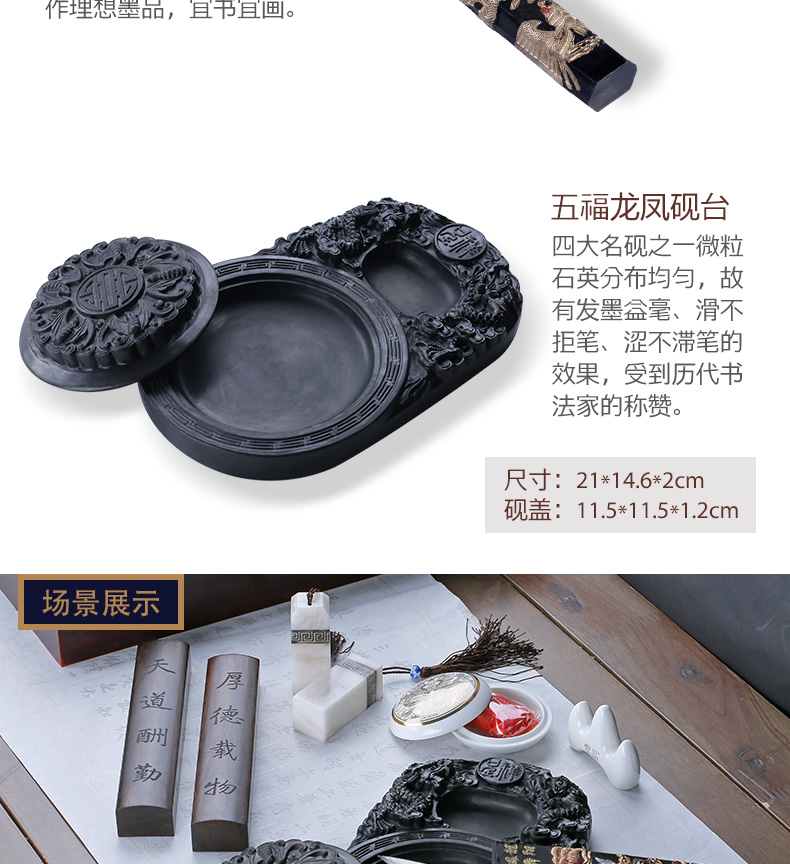 作理想墨品，宜书宜画。
五福龙凤砚台
四大名砚之一微粒
石英分布均匀，故
有发墨益毫、滑不
拒笔、涩不滞笔的
效果，受到历代书
法家的称赞。
尺寸：21*14.6*2cm
砚盖：11.5*11.5*1.2cm
场景展示
天道酬勤
厚德载物